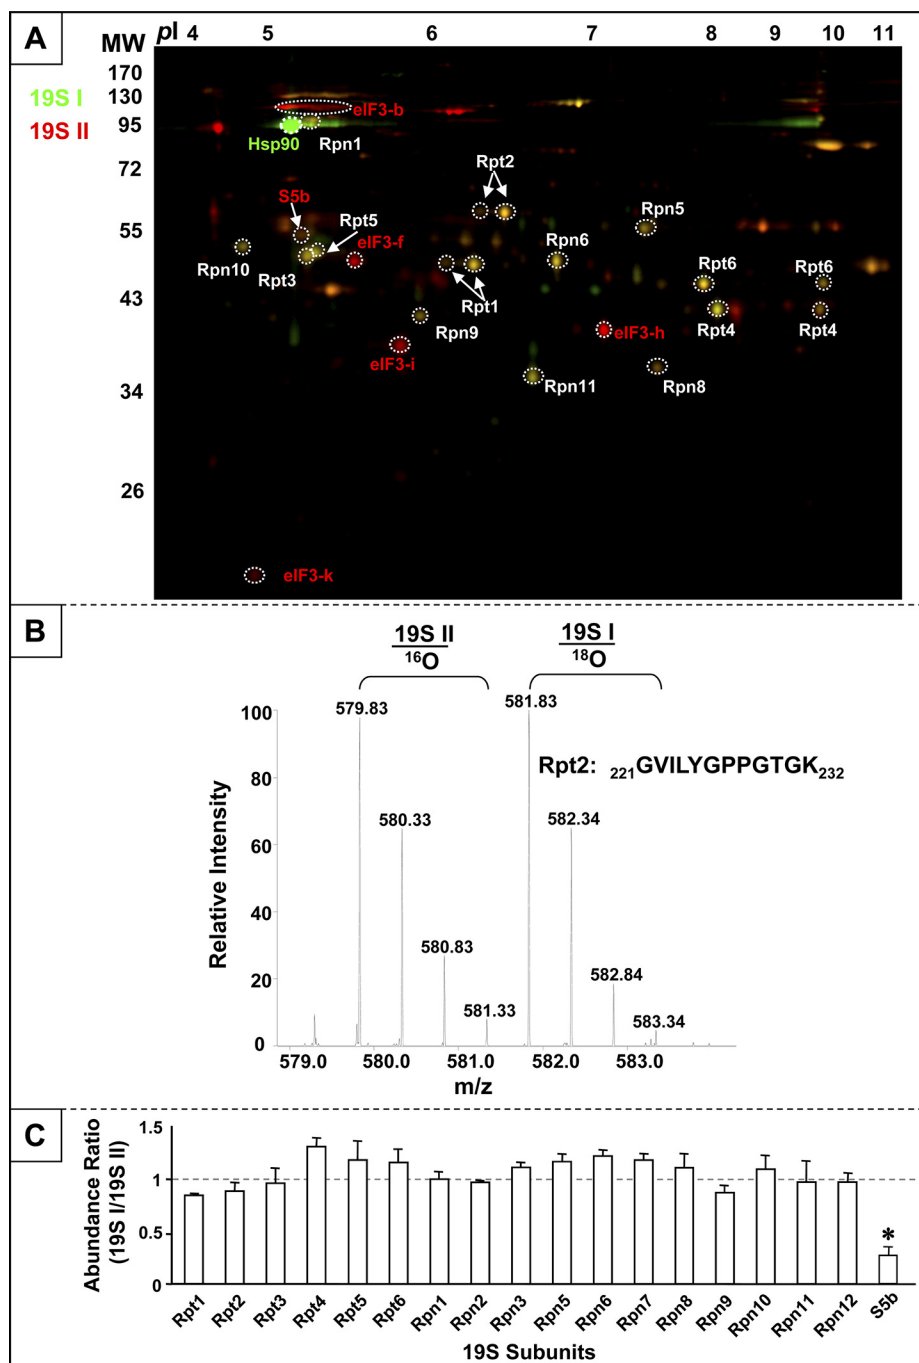 A
pI 4 5 6 7 8 9 10 11
MW
170
130
95
72
55
43
34
26
19S I
19S II
eIF3-b
Hsp90
Rpn1
Rpt2
S5b
Rpt5
Rpn5
eIF3-f
Rpn6
Rpn10
Rpt3
Rpt6
Rpt6
Rpt1
Rpn9
Rpt4
Rpt4
eIF3-h
eIF3-i
Rpn11
Rpn8
eIF3-k
B
19S II
16O
19S I
18O
579.83
581.83
Rpt2: 221GVILYGPPGTGK232
580.33
582.34
580.83
582.84
581.33
583.34
Relative Intensity
100
80
60
40
20
0
579.0 580.0 581.0 582.0 583.0
m/z
C
Abundance Ratio
(19S I/19S II)
1.5
1
0.5
0
*
Rpt1 Rpt2 Rpt3 Rpt4 Rpt5 Rpt6 Rpn1 Rpn2 Rpn3 Rpn5 Rpn6 Rpn7 Rpn8 Rpn9 Rpn10 Rpn11 Rpn12 S5b
19S Subunits